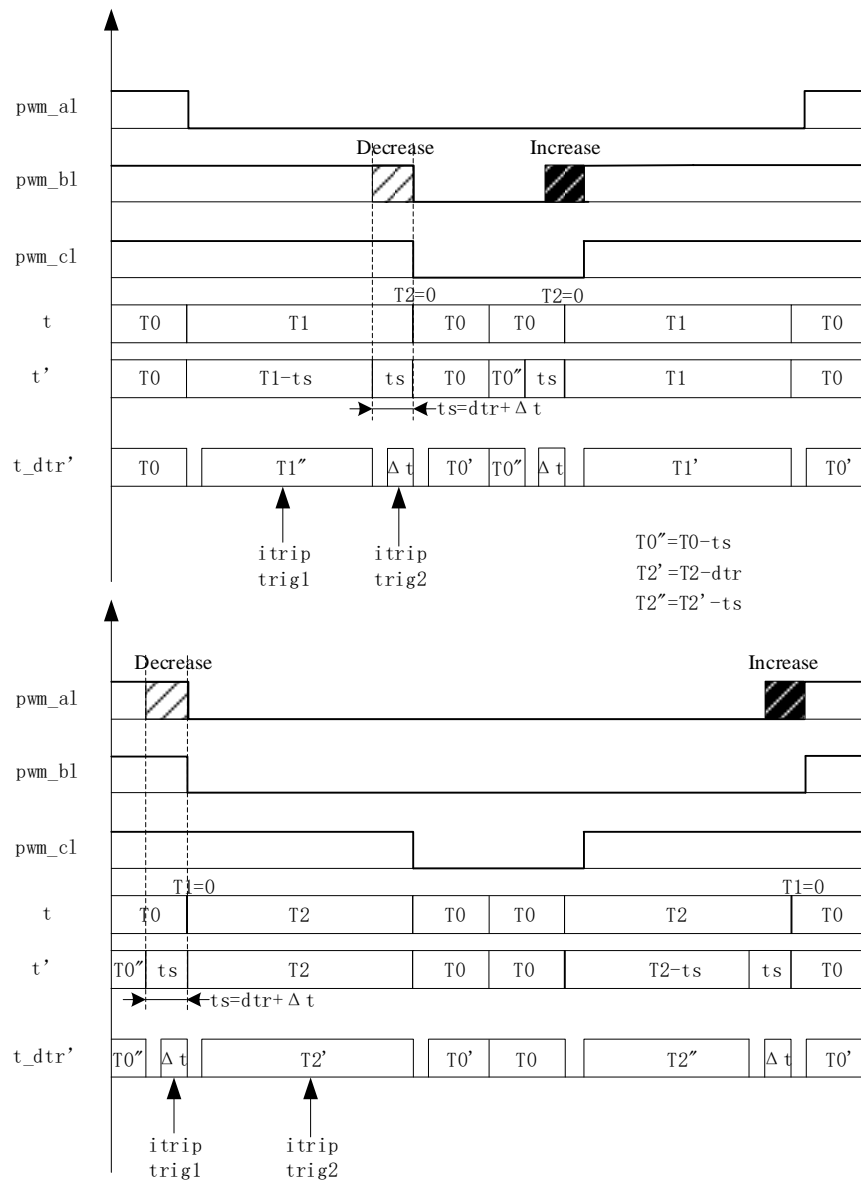 pwm_al
Decrease Increase
pwm_bl
pwm_cl
T2=0 T2=0
t T0 T1 T0 T0 T1 T0
t’ T0 T1-ts ts T0 T0″ ts T1 T0
ts=dtr+Δt
t_dtr’ T0 T1″ Δt T0' T0″ Δt T1' T0'
itrip itrip
trig1 trig2
T0″=T0-ts
T2'=T2-dtr
T2″=T2'-ts
Decrease Increase
pwm_al
pwm_bl
pwm_cl
T1=0 T1=0
t T0 T2 T0 T0 T2 T0
t’ T0″ ts T2 T0 T0 T2-ts ts T0
ts=dtr+Δt
t_dtr’ T0″ Δt T2' T0' T0 T2″ Δt T0'
itrip itrip
trig1 trig2